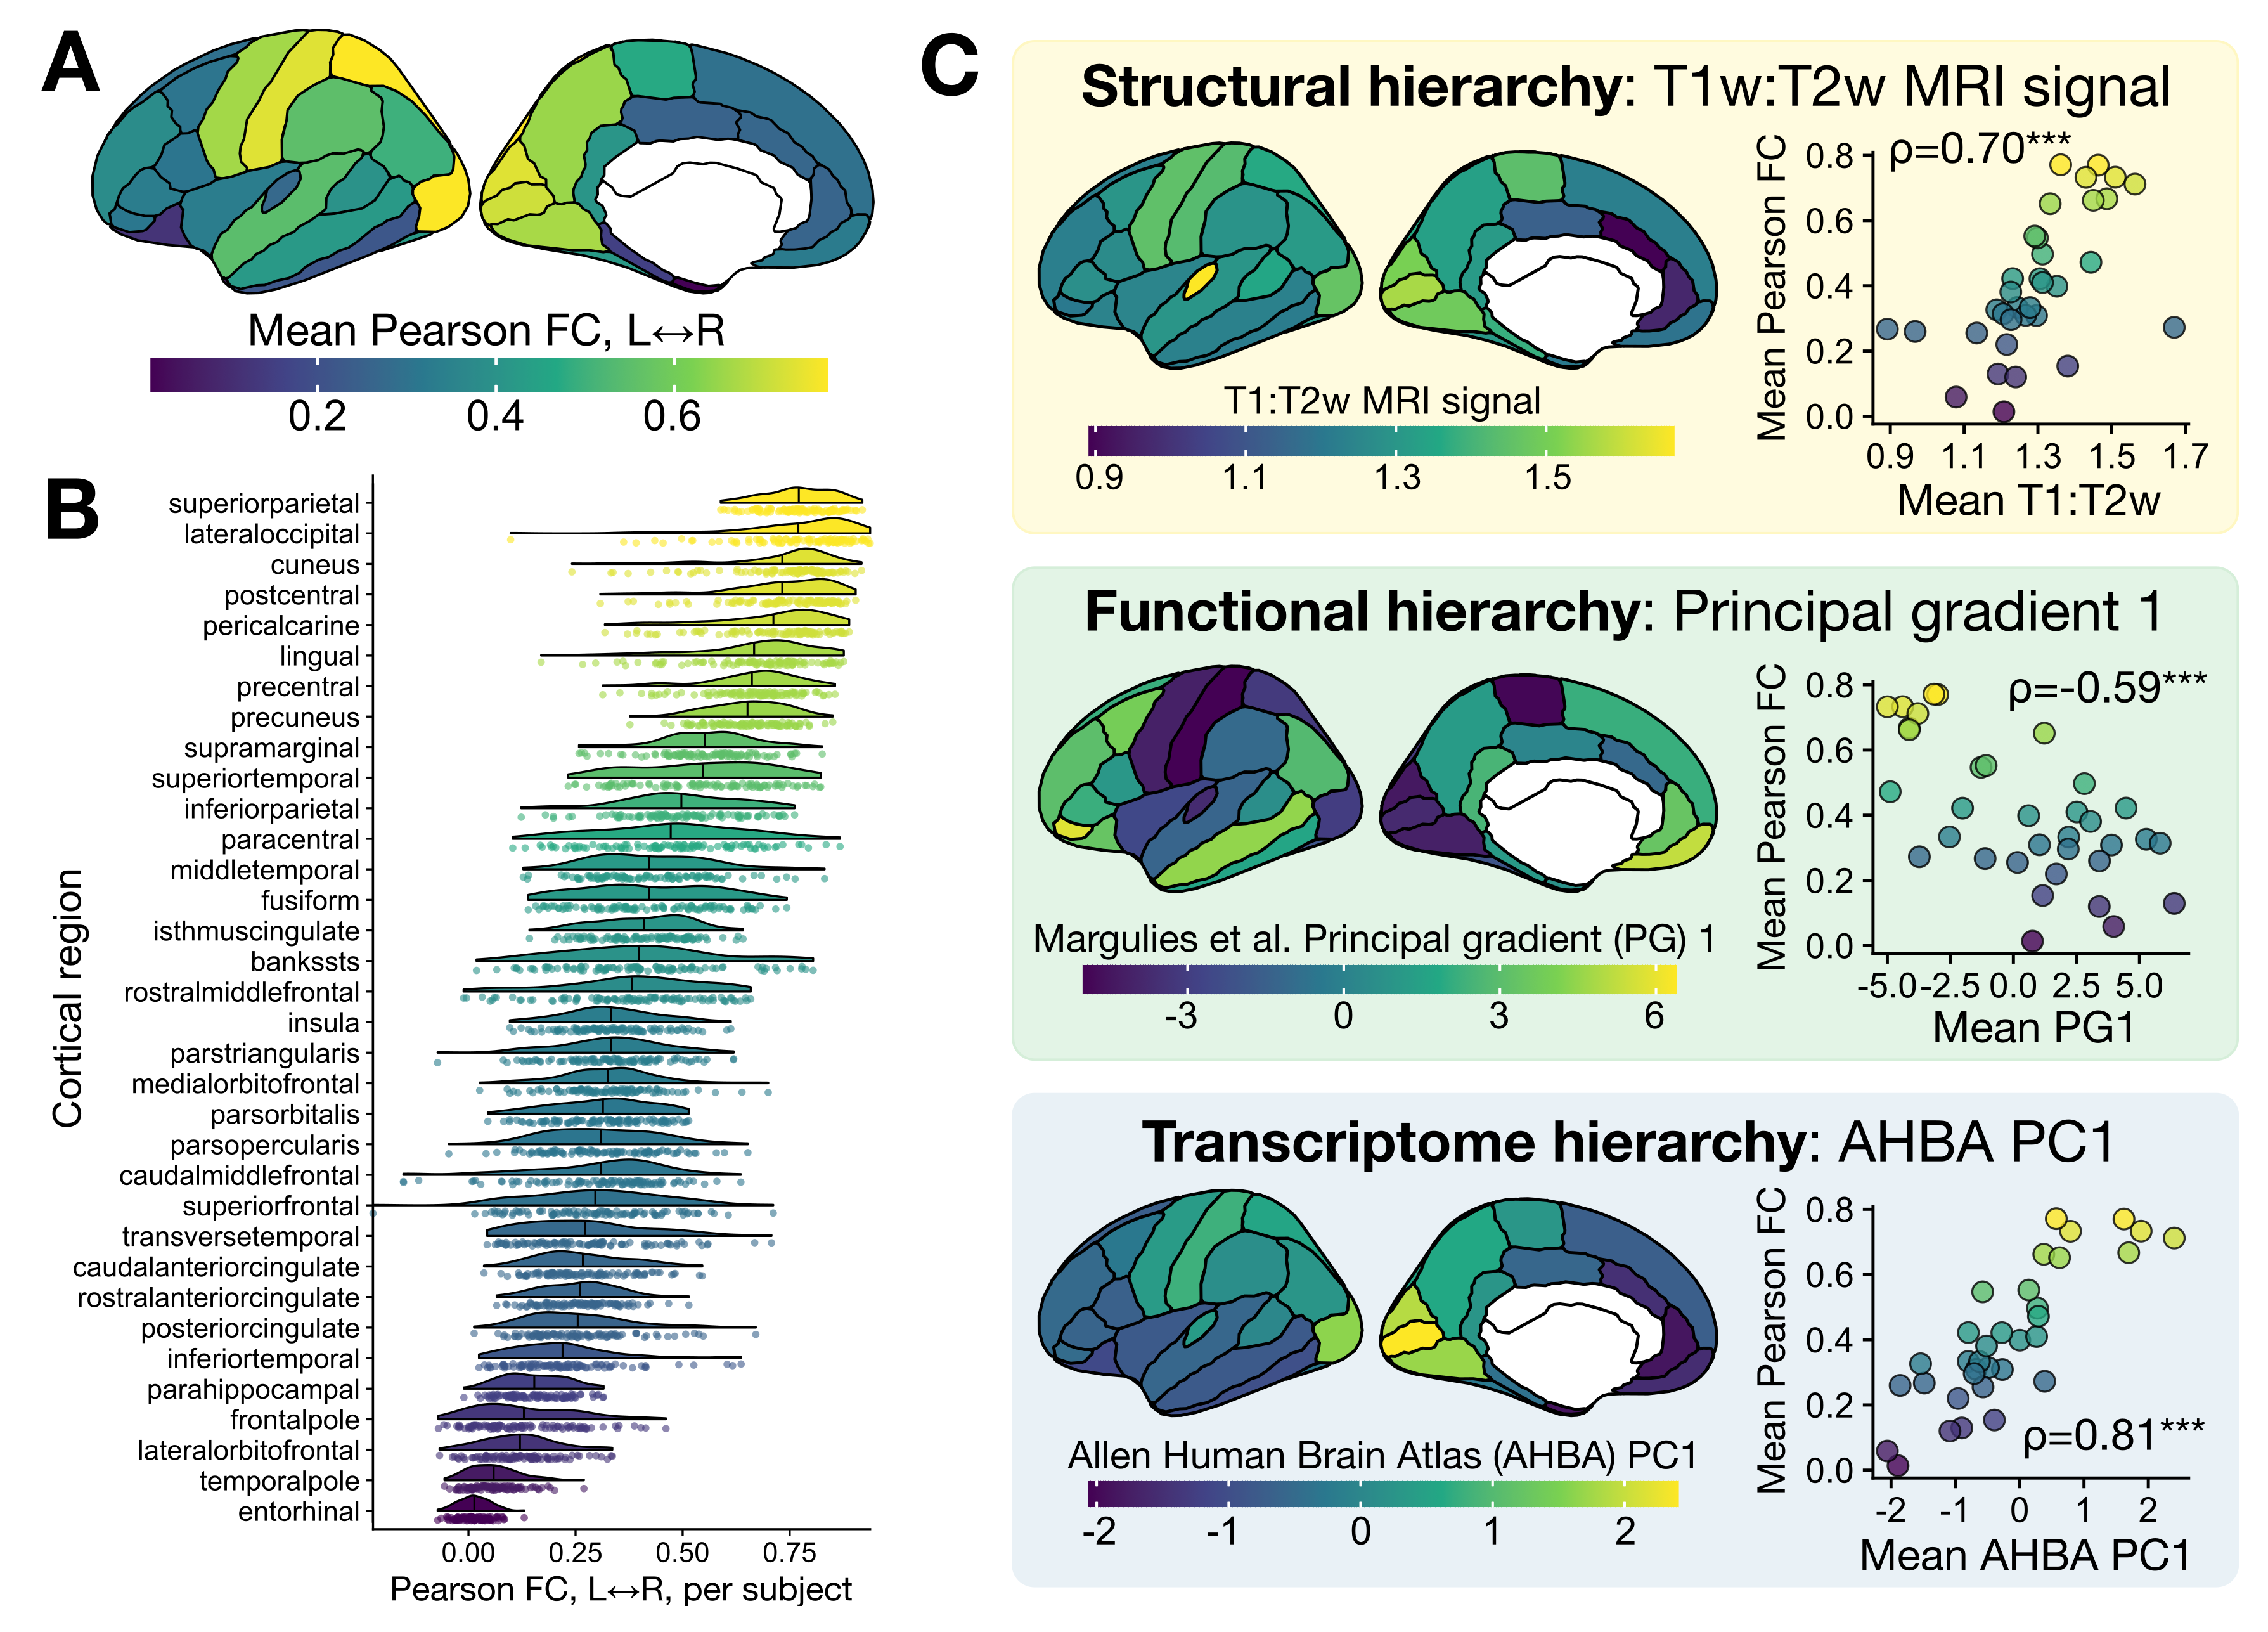 A
Mean Pearson FC, L↔R
0.2 0.4 0.6
B
Cortical region
superiorparietal
lateraloccipital
cuneus
postcentral
pericalcarine
lingual
precentral
precuneus
supramarginal
superiortemporal
inferiorparietal
paracentral
middletemporal
fusiform
isthmuscingulate
bankssts
rostralmiddlefrontal
insula
parstriangularis
medialorbitofrontal
parsorbitalis
parsopercularis
caudalmiddlefrontal
superiorfrontal
transversetemporal
caudalanteriorcingulate
rostralanteriorcingulate
posteriorcingulate
inferiortemporal
parahippocampal
frontalpole
lateralorbitofrontal
temporalpole
entorhinal
0.00 0.25 0.50 0.75
Pearson FC, L↔R, per subject
C
Structural hierarchy: T1w:T2w MRI signal
T1:T2w MRI signal
0.9 1.1 1.3 1.5
Mean Pearson FC
0.8
0.6
0.4
0.2
0.0
ρ=0.70***
0.9 1.1 1.3 1.5 1.7
Mean T1:T2w
Functional hierarchy: Principal gradient 1
Margulies et al. Principal gradient (PG) 1
-3 0 3 6
Mean Pearson FC
0.8
0.6
0.4
0.2
0.0
ρ=-0.59***
-5.0 -2.5 0.0 2.5 5.0
Mean PG1
Transcriptome hierarchy: AHBA PC1
Allen Human Brain Atlas (AHBA) PC1
-2 -1 0 1 2
Mean Pearson FC
0.8
0.6
0.4
0.2
0.0
ρ=0.81***
-2 -1 0 1 2
Mean AHBA PC1